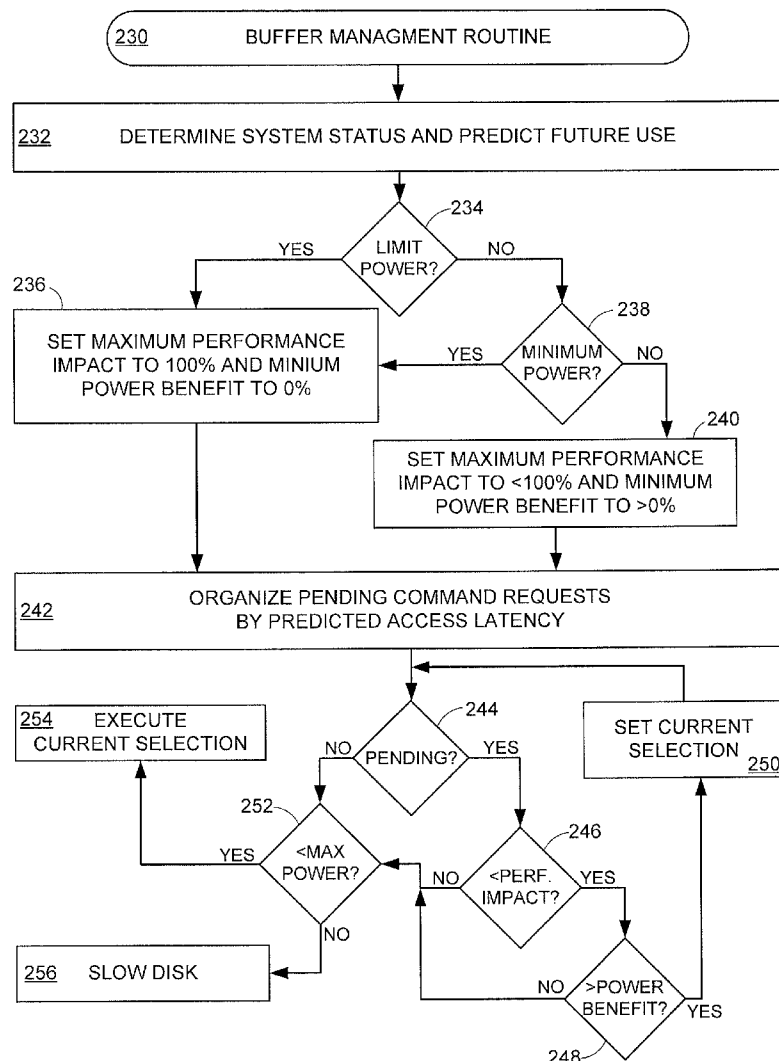 230 BUFFER MANAGMENT ROUTINE
232 DETERMINE SYSTEM STATUS AND PREDICT FUTURE USE
234
YES
LIMIT
POWER?
NO
236
SET MAXIMUM PERFORMANCE
IMPACT TO 100% AND MINIUM
POWER BENEFIT TO 0%
238
YES
MINIMUM
POWER?
NO
240
SET MAXIMUM PERFORMANCE
IMPACT TO <100% AND MINIMUM
POWER BENEFIT TO >0%
242
ORGANIZE PENDING COMMAND REQUESTS
BY PREDICTED ACCESS LATENCY
254 EXECUTE
CURRENT SELECTION
244
NO
PENDING?
YES
SET CURRENT
SELECTION
250
252
YES
<MAX
POWER?
NO
246
NO
<PERF.
IMPACT?
YES
256 SLOW DISK
NO
>POWER
BENEFIT?
YES
248